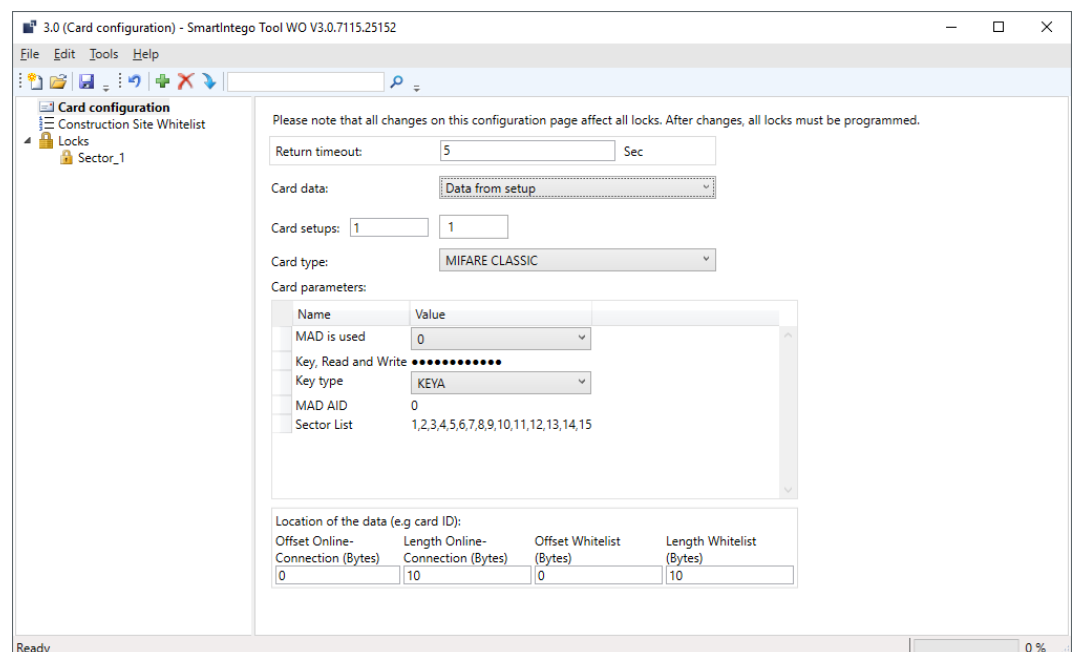 3.0 (Card configuration) - SmartIntego Tool WO V3.0.7115.25152
File Edit Tools Help
Card configuration
Construction Site Whitelist
Locks
Sector_1
Please note that all changes on this configuration page affect all locks. After changes, all locks must be programmed.
Return timeout: 5 Sec
Card data: Data from setup
Card setups: 1 1
Card type: MIFARE CLASSIC
Card parameters:
Name Value
MAD is used 0
Key, Read and Write ●●●●●●●●●●●●
Key type KEYA
MAD AID 0
Sector List 1,2,3,4,5,6,7,8,9,10,11,12,13,14,15
Location of the data (e.g card ID):
Offset Online- Length Online- Offset Whitelist Length Whitelist
Connection (Bytes) Connection (Bytes) (Bytes) (Bytes)
0 10 0 10
Ready 0 %